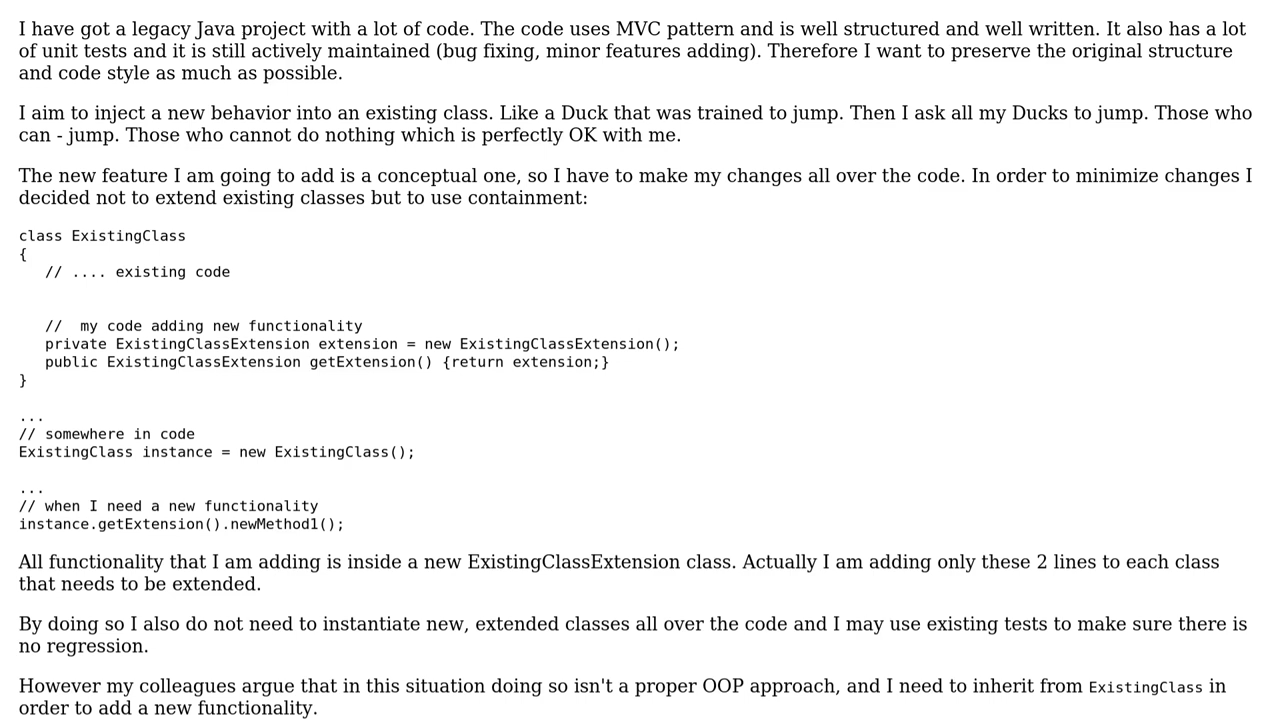 I have got a legacy Java project with a lot of code. The code uses MVC pattern and is well structured and well written. It also has a lot
of unit tests and it is still actively maintained (bug fixing, minor features adding). Therefore I want to preserve the original structure
and code style as much as possible.
I aim to inject a new behavior into an existing class. Like a Duck that was trained to jump. Then I ask all my Ducks to jump. Those who
can - jump. Those who cannot do nothing which is perfectly OK with me.
The new feature I am going to add is a conceptual one, so I have to make my changes all over the code. In order to minimize changes I
decided not to extend existing classes but to use containment:
class ExistingClass
{
   // .... existing code
   //  my code adding new functionality
   private ExistingClassExtension extension = new ExistingClassExtension();
   public ExistingClassExtension getExtension() {return extension;}
}
...
// somewhere in code
ExistingClass instance = new ExistingClass();
...
// when I need a new functionality
instance.getExtension().newMethod1();
All functionality that I am adding is inside a new ExistingClassExtension class. Actually I am adding only these 2 lines to each class
that needs to be extended.
By doing so I also do not need to instantiate new, extended classes all over the code and I may use existing tests to make sure there is
no regression.
However my colleagues argue that in this situation doing so isn't a proper OOP approach, and I need to inherit from ExistingClass in
order to add a new functionality.